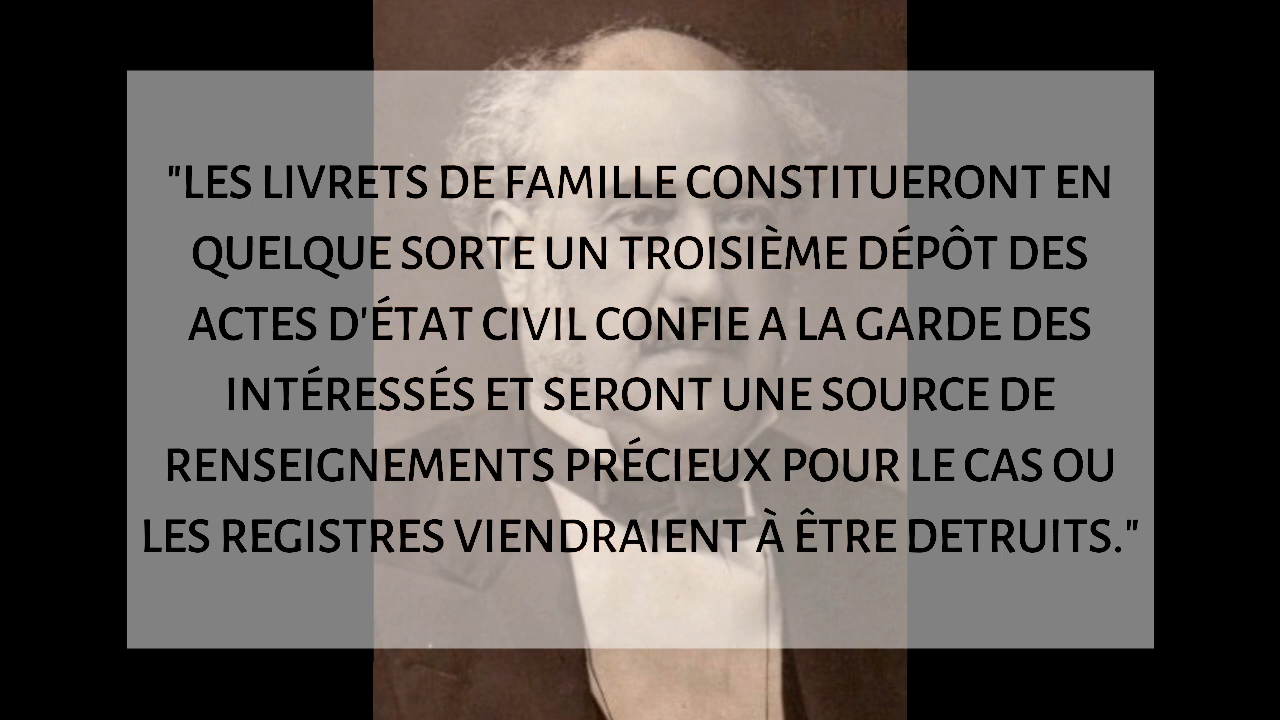 "LES LIVRETS DE FAMILLE CONSTITUERONT EN
QUELQUE SORTE UN TROISIÈME DÉPÔT DES
ACTES D'ÉTAT CIVIL CONFIE A LA GARDE DES
INTÉRESSÉS ET SERONT UNE SOURCE DE
RENSEIGNEMENTS PRÉCIEUX POUR LE CAS OU
LES REGISTRES VIENDRAIENT À ÊTRE DETRUITS."